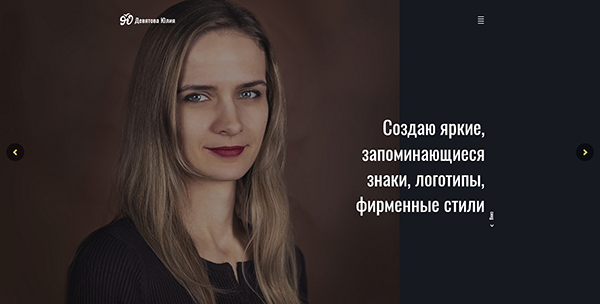 Девятова Юлия
Создаю яркие,
запоминающиеся
знаки, логотипы,
фирменные стили